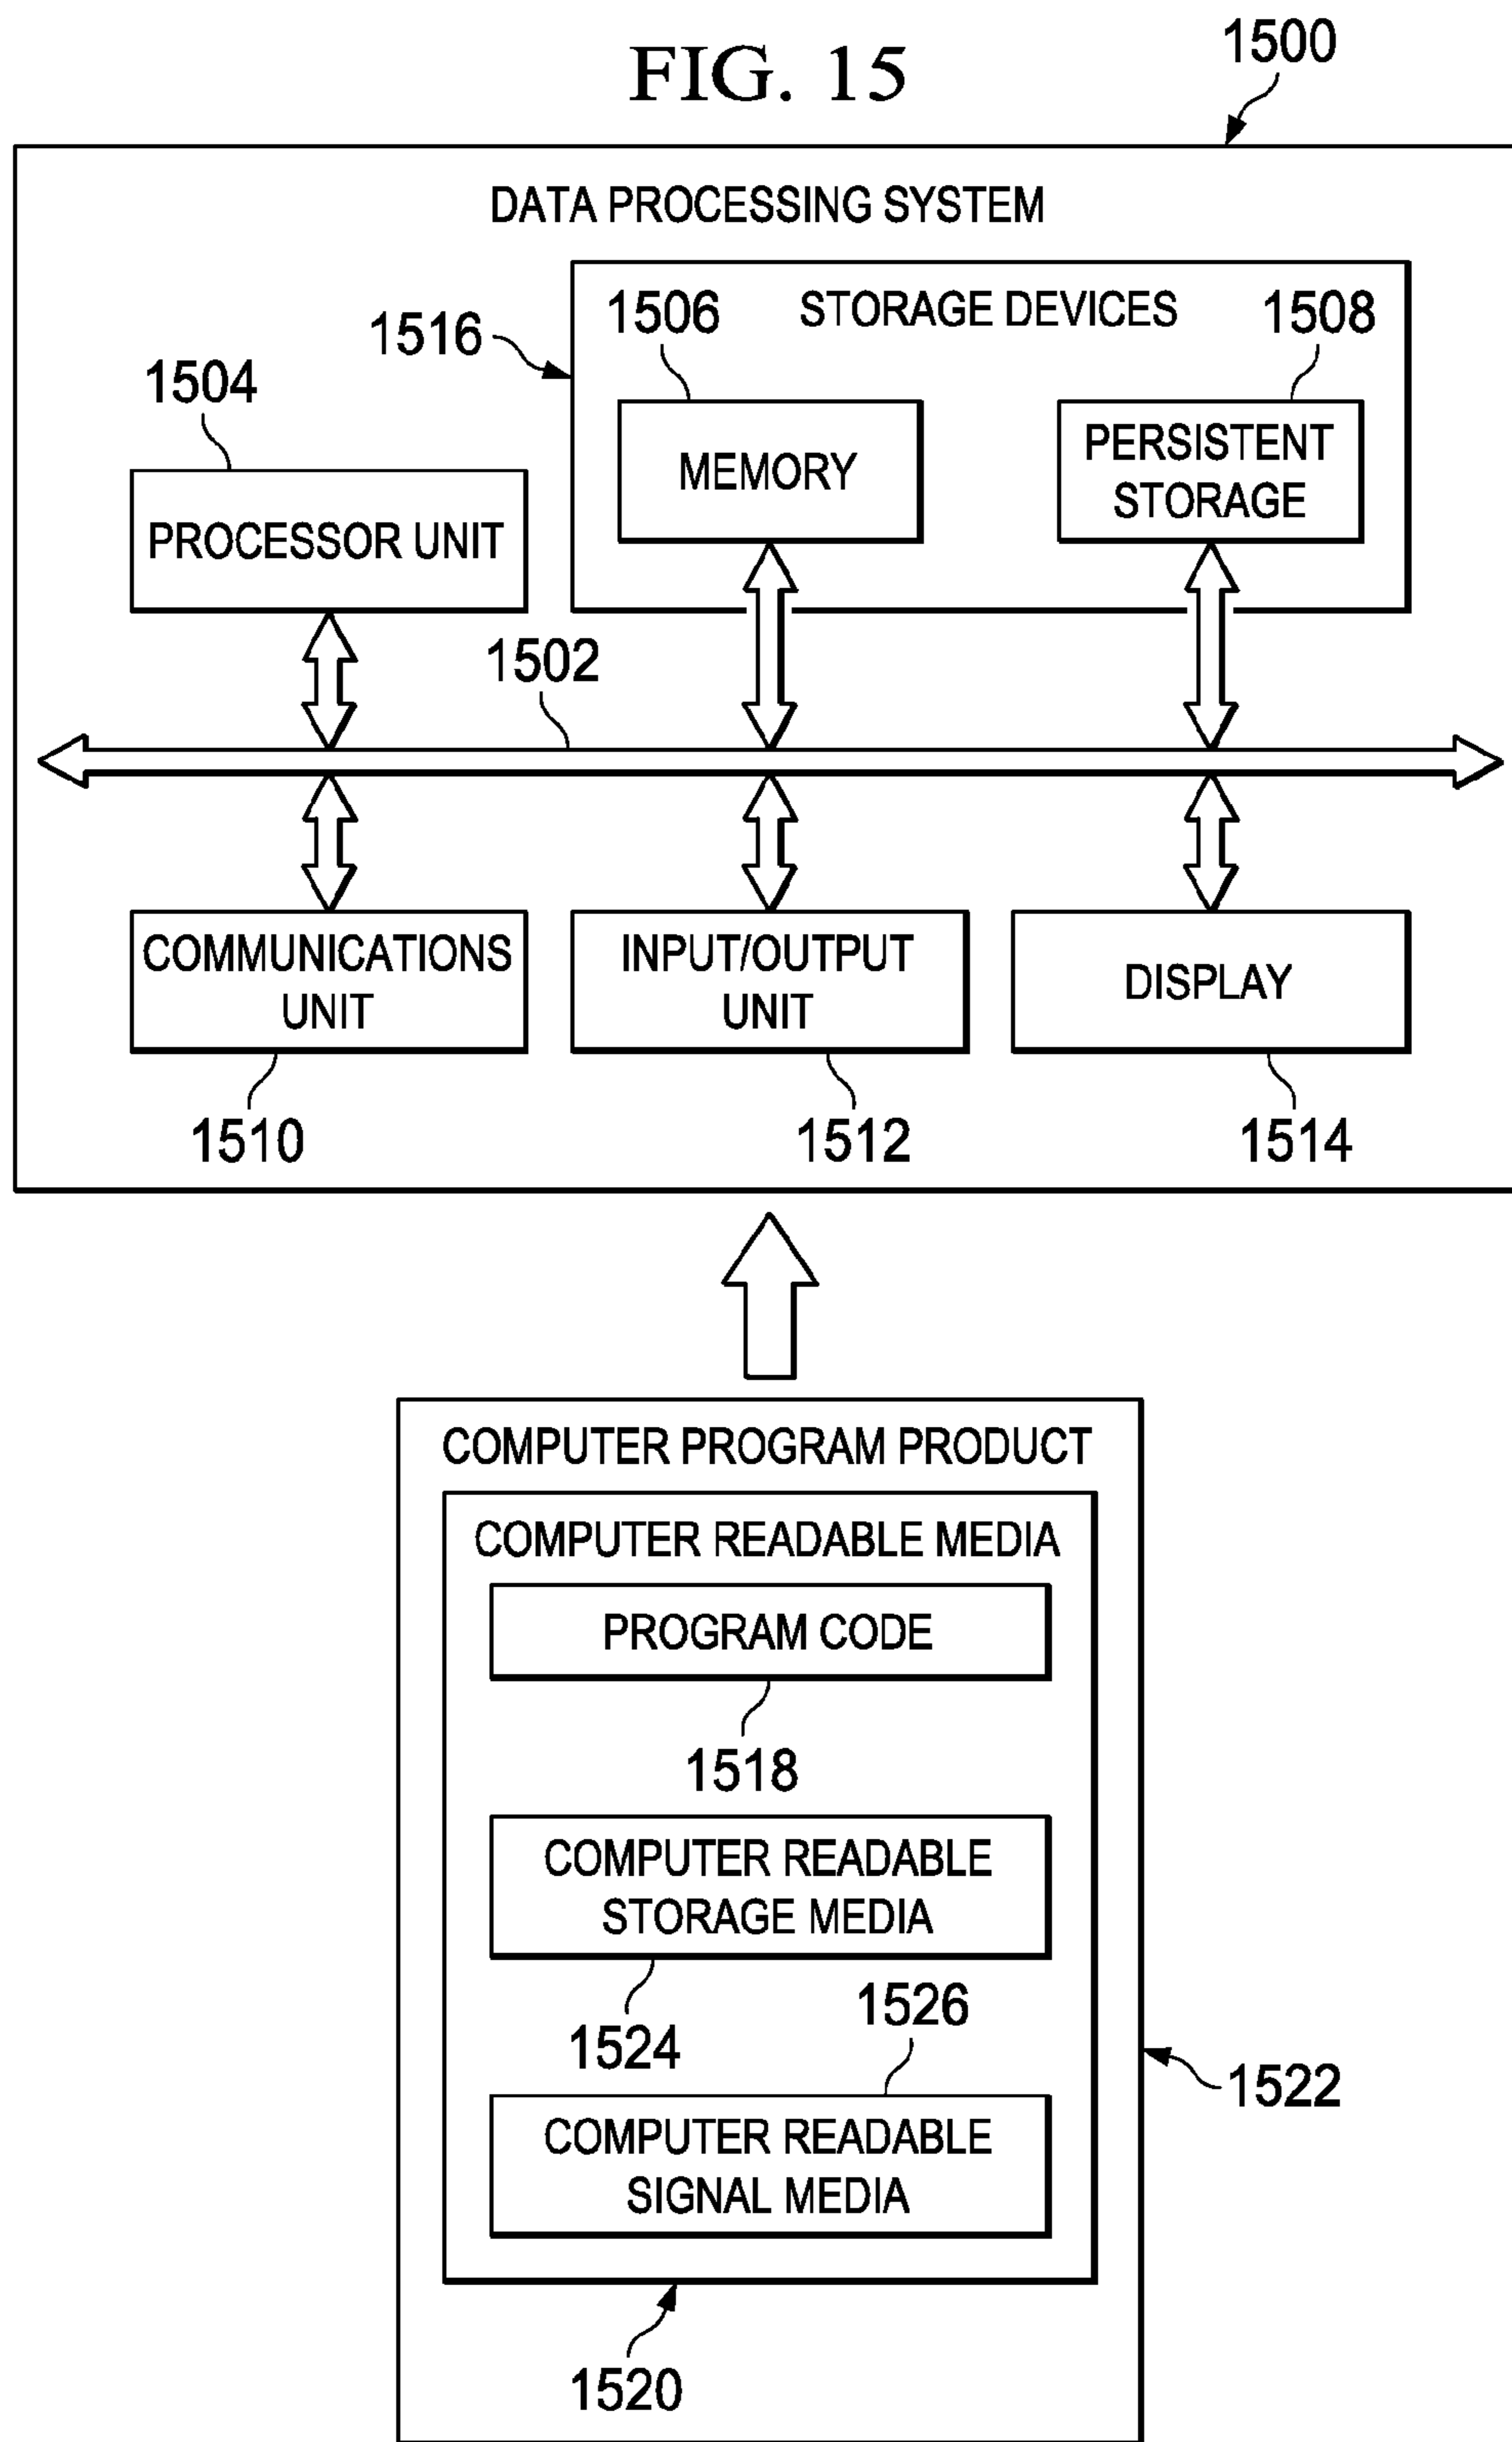 FIG. 15
1500
DATA PROCESSING SYSTEM
1516
1506
STORAGE DEVICES
1508
1504
MEMORY
PERSISTENT
STORAGE
PROCESSOR UNIT
1502
COMMUNICATIONS
UNIT
INPUT/OUTPUT
UNIT
DISPLAY
1510
1512
1514
COMPUTER PROGRAM PRODUCT
COMPUTER READABLE MEDIA
PROGRAM CODE
1518
COMPUTER READABLE
STORAGE MEDIA
1524
1526
COMPUTER READABLE
SIGNAL MEDIA
1522
1520